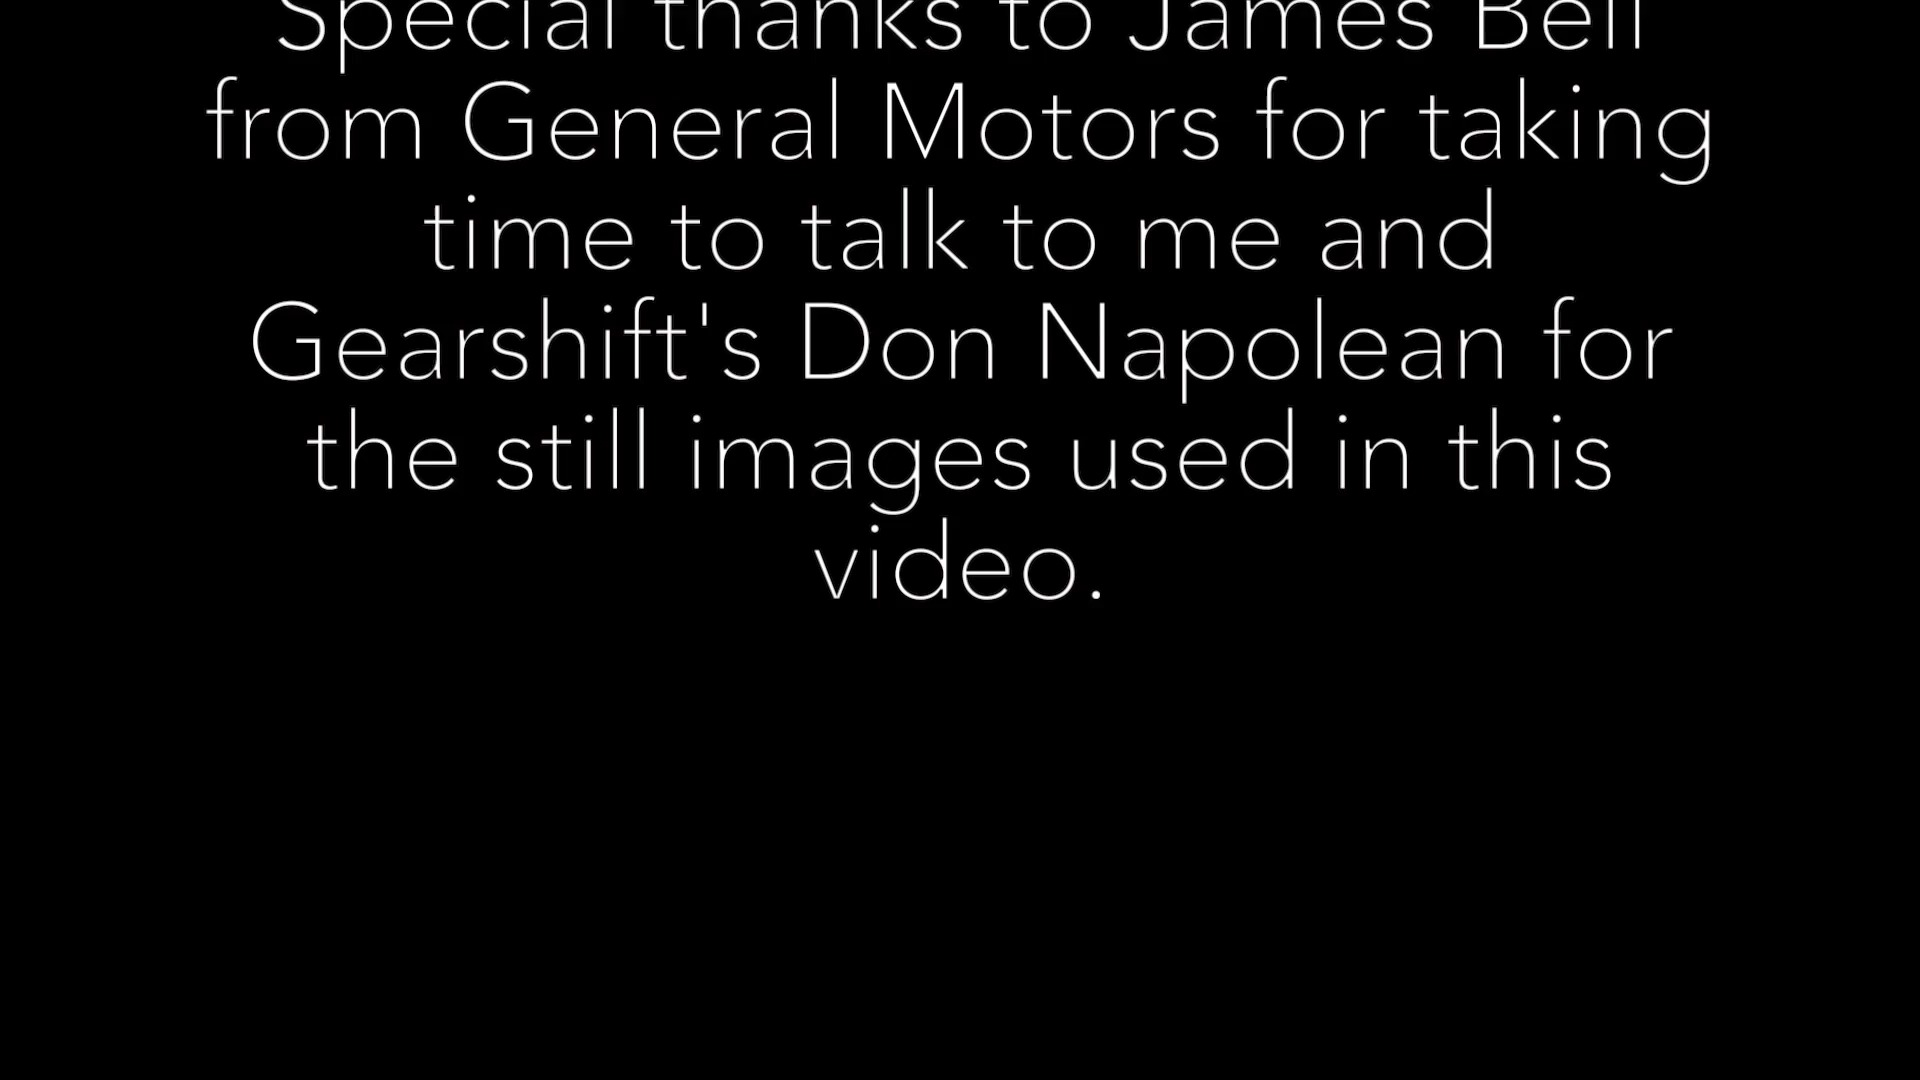 Special thanks to James Bell
from General Motors for taking
time to talk to me and
Gearshift's Don Napolean for
the still images used in this
video.